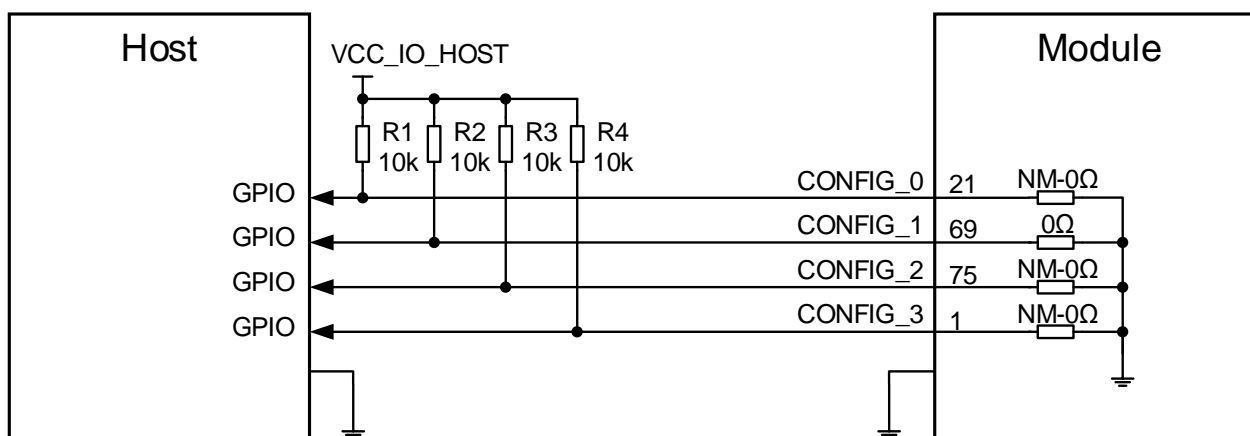 Host
Module
VCC_IO_HOST
R1 R2 R3 R4
10k 10k 10k 10k
GPIO CONFIG_0 21 NM-0Ω
GPIO CONFIG_1 69 0Ω
GPIO CONFIG_2 75 NM-0Ω
GPIO CONFIG_3 1 NM-0Ω